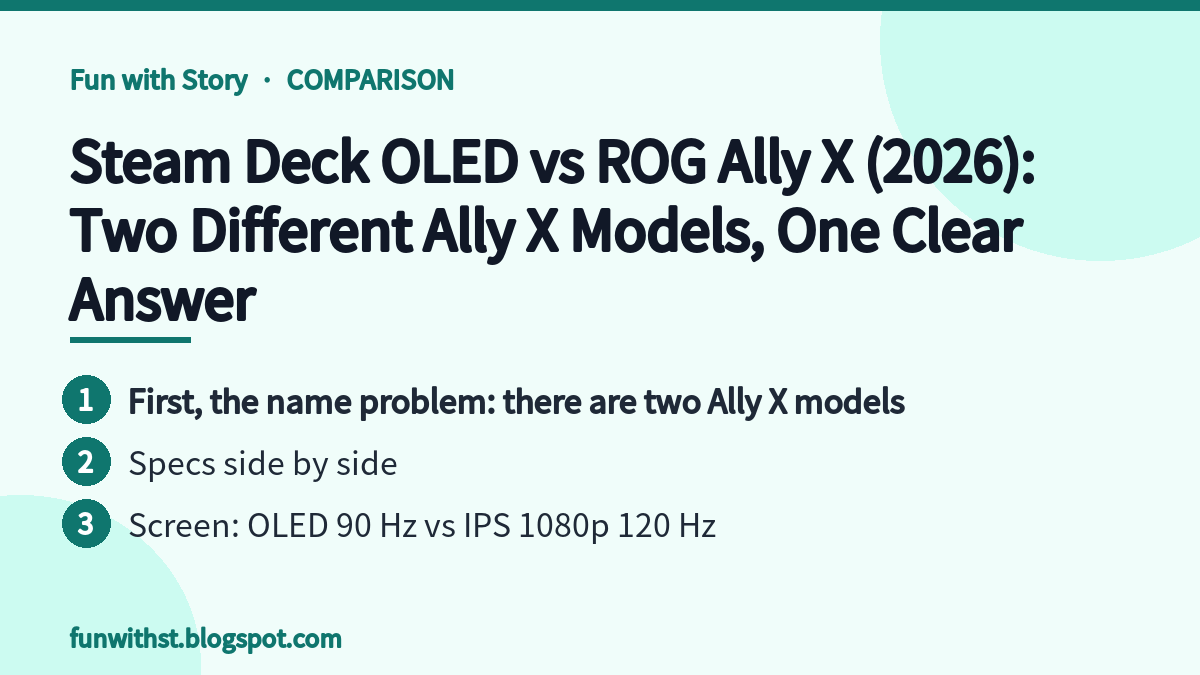 Fun with Story · COMPARISON
Steam Deck OLED vs ROG Ally X (2026):
Two Different Ally X Models, One Clear
Answer
1 First, the name problem: there are two Ally X models
2 Specs side by side
3 Screen: OLED 90 Hz vs IPS 1080p 120 Hz
funwithst.blogspot.com